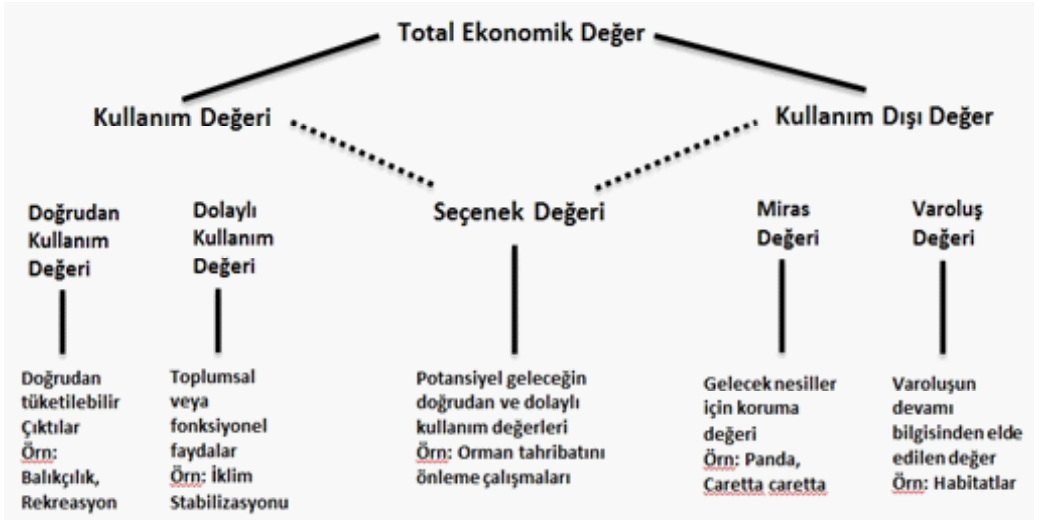 Total Ekonomik Değer
Kullanım Değeri
Kullanım Dışı Değer
Doğrudan
Kullanım
Değeri
Dolaylı
Kullanım
Değeri
Seçenek Değeri
Miras
Değeri
Varoluş
Değeri
Doğrudan
tüketilebilir
Çıktılar
Örn:
Balıkçılık,
Rekreasyon
Toplumsal
veya
fonksiyonel
faydalar
Örn: İklim
Stabilizasyonu
Potansiyel geleceğin
doğrudan ve dolaylı
kullanım değerleri
Örn: Orman tahribatını
önleme çalışmaları
Gelecek nesiller
için koruma
değeri
Örn: Panda,
Caretta caretta
Varoluşun
devamı
bilgisinden elde
edilen değer
Örn: Habitatlar